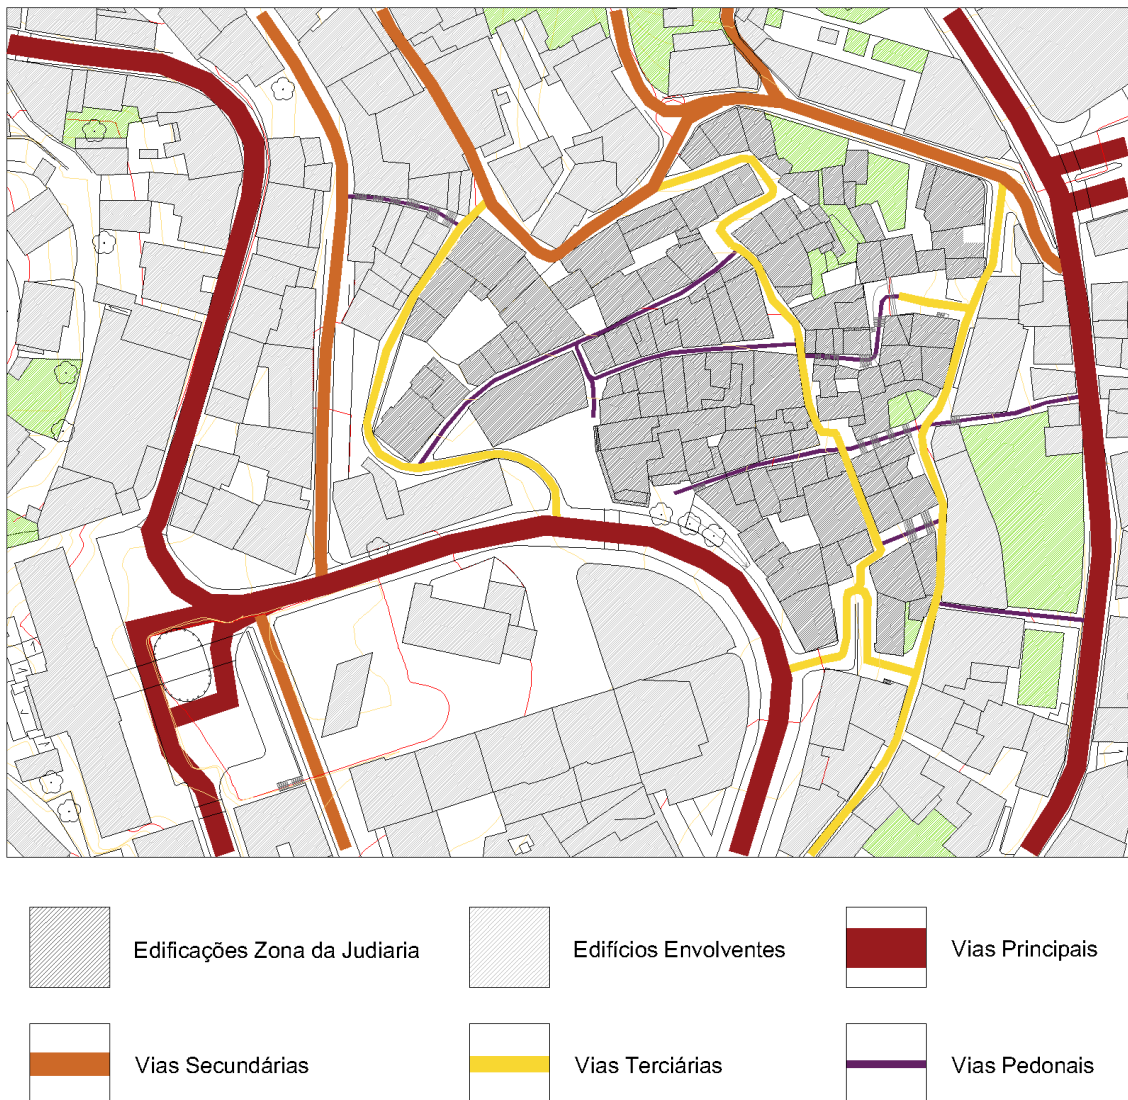 Edificações Zona da Judiaria
Edifícios Envolventes
Vias Principais
Vias Secundárias
Vias Terciárias
Vias Pedonais